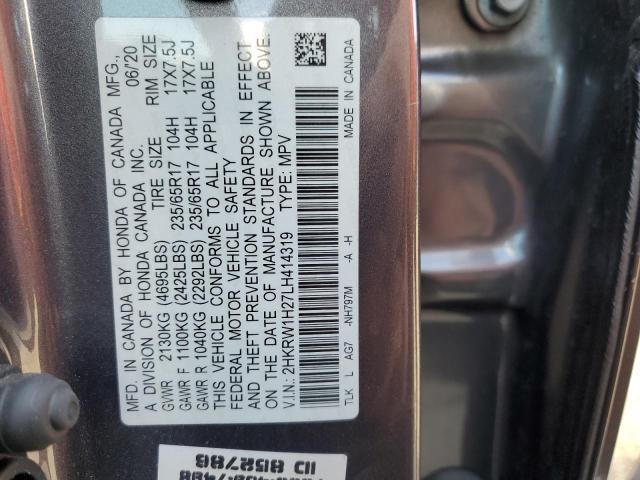 MFD. IN CANADA BY HONDA OF CANADA MFG.,
A DIVISION OF HONDA CANADA INC. 06/20
TIRE SIZE RIM SIZE
GVWR 2130KG (4695LBS)
GAWR F 1100KG (2425LBS) 235/65R17 104H 17X7.5J
GAWR R 1040KG (2292LBS) 235/65R17 104H 17X7.5J
THIS VEHICLE CONFORMS TO ALL APPLICABLE
FEDERAL MOTOR VEHICLE SAFETY
AND THEFT PREVENTION STANDARDS IN EFFECT
ON THE DATE OF MANUFACTURE SHOWN ABOVE.
V.I.N.: 2HKRW1H27LH414319 TYPE: MPV
TLK L AG7 -NH797M -A -H MADE IN CANADA